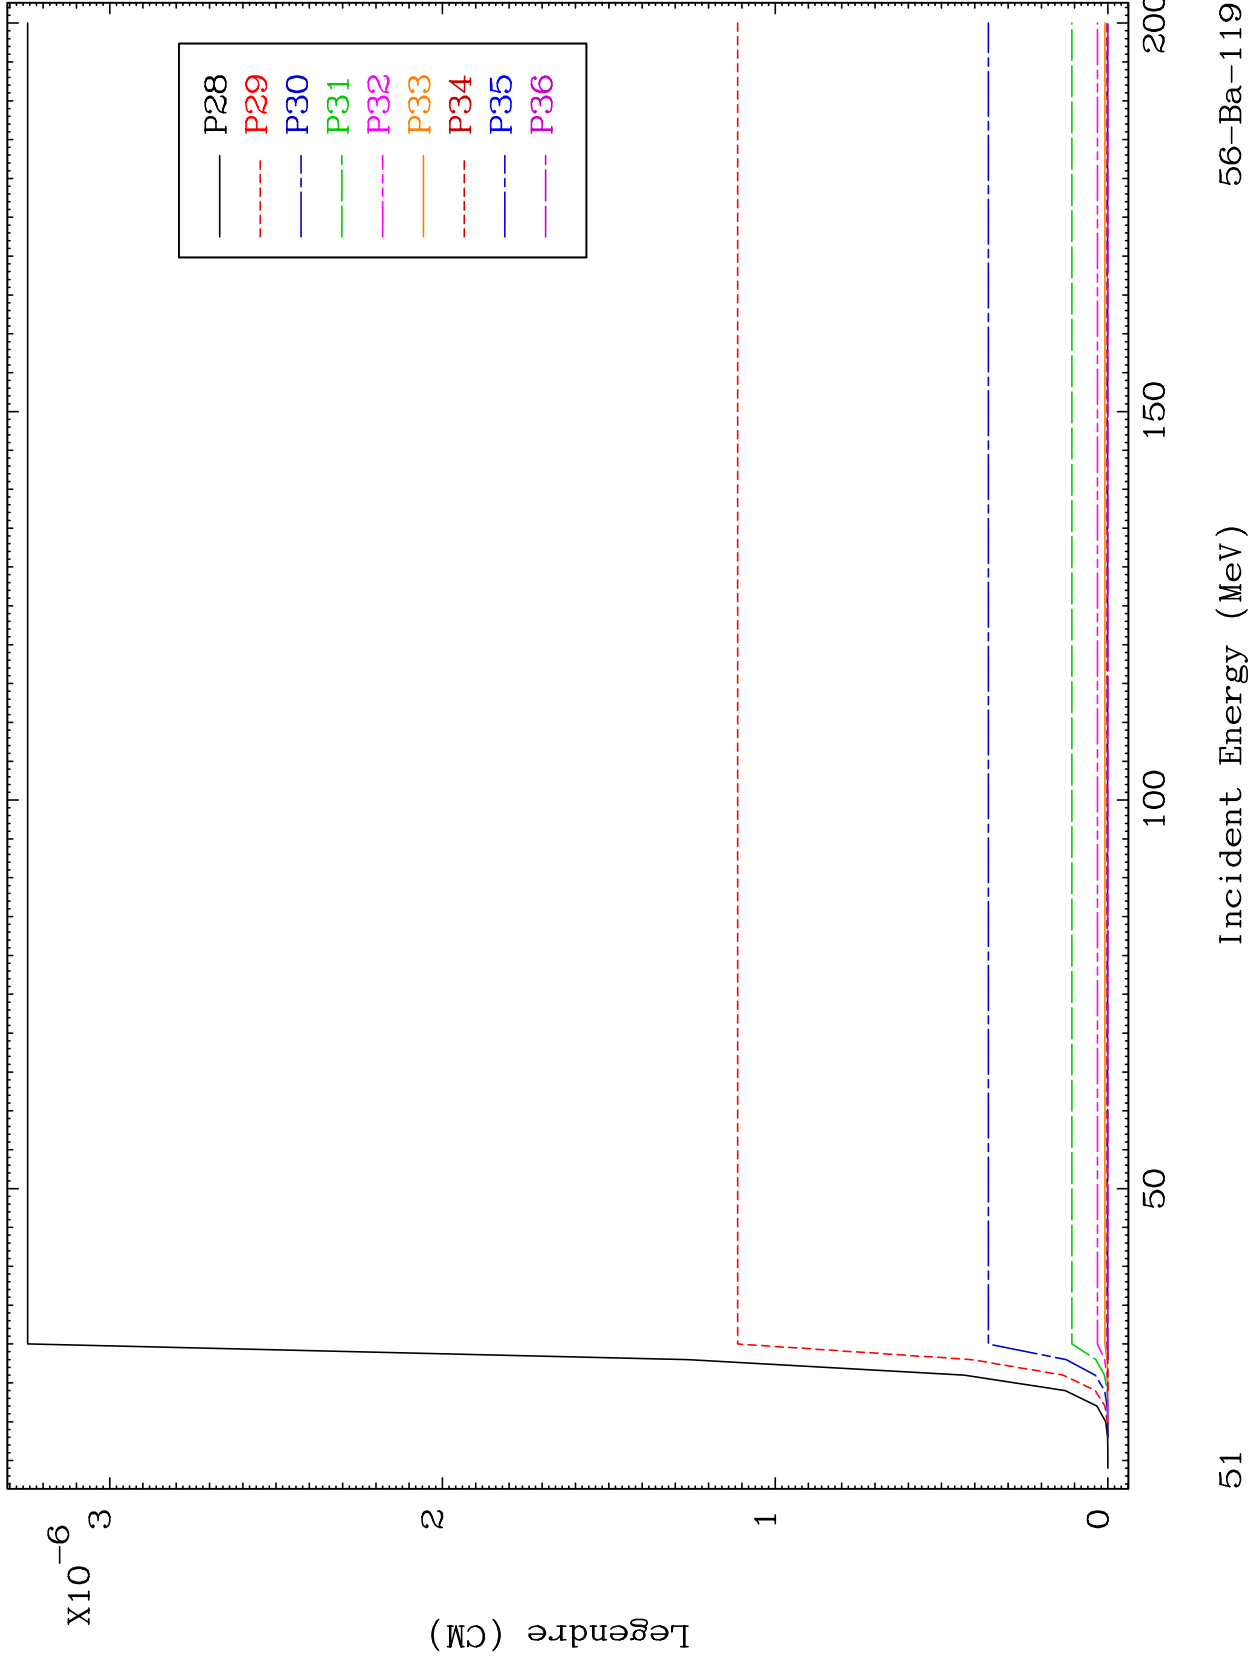 X10-6
3
2
1
0
Legendre (CM)
P28
P29
P30
P31
P32
P33
P34
P35
P36
50
100
150
200
Incident Energy (MeV)
51
56-Ba-119